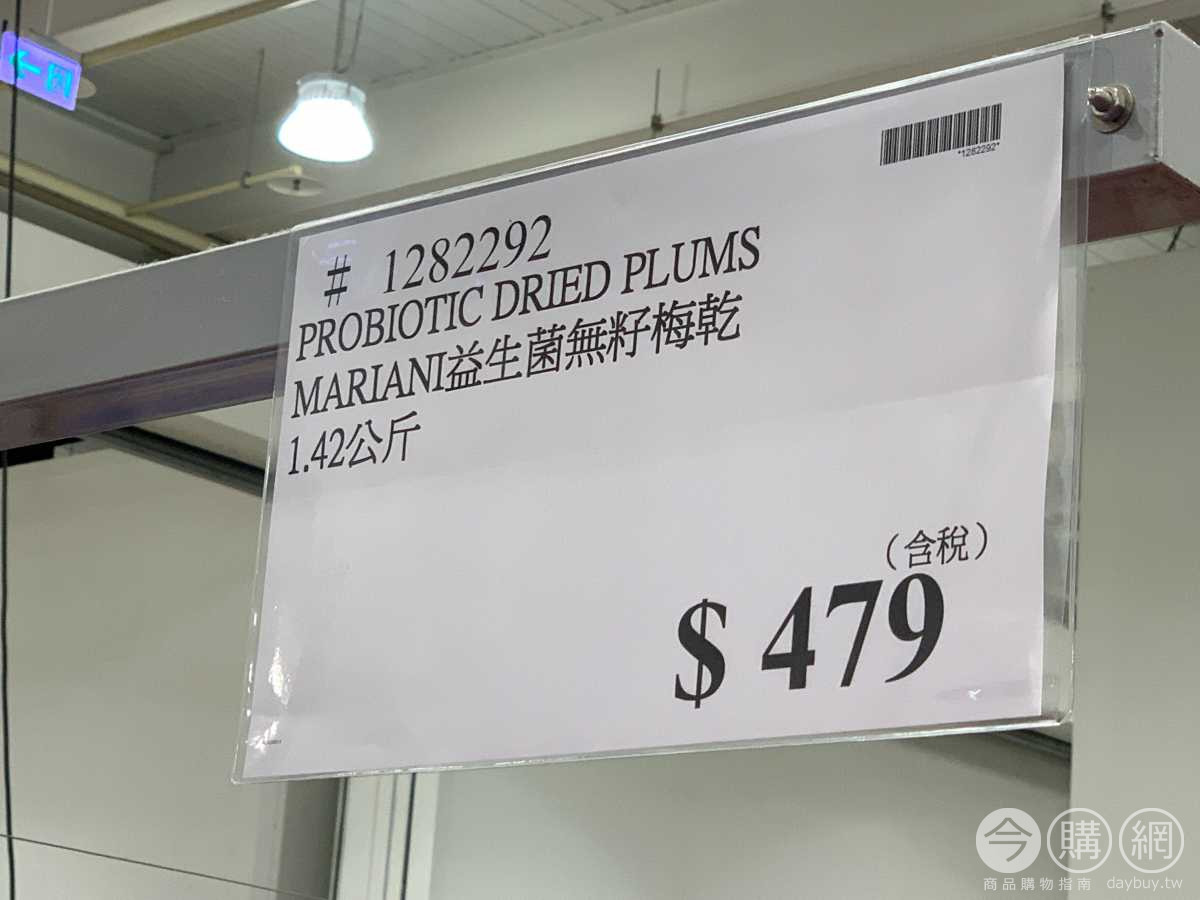 *1282292*
# 1282292
PROBIOTIC DRIED PLUMS
MARIANI益生菌無籽梅乾
1.42公斤
(含稅)
$ 479
今購網
商品購物指南 daybuy.tw